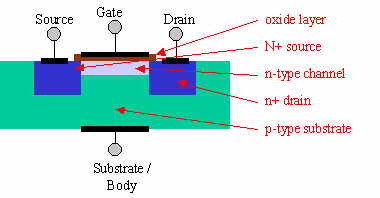 Source
Gate
Drain
oxide layer
N+ source
n-type channel
n+ drain
p-type substrate
Substrate /
Body